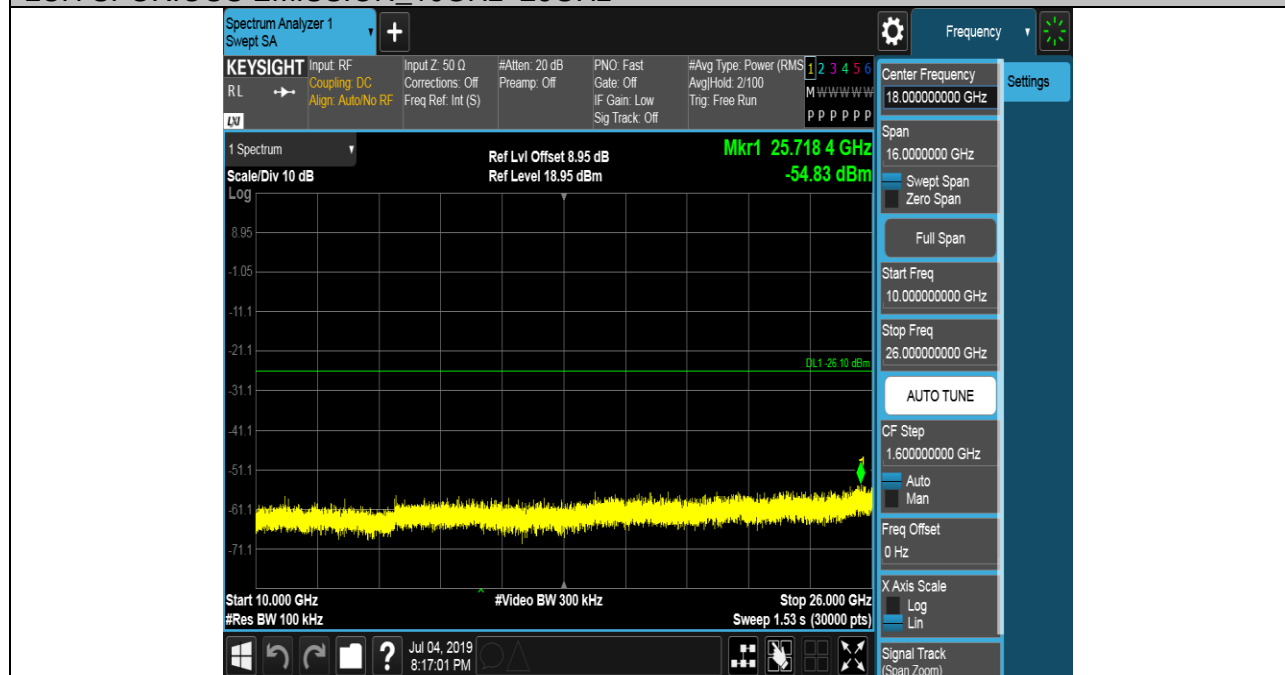 Spectrum Analyzer 1
Swept SA
Frequency
KEYSIGHT
RL
LXI
Input: RF
Coupling: DC
Align: Auto/No RF
Input Z: 50 Ω
Corrections: Off
Freq Ref: Int (S)
#Atten: 20 dB
Preamp: Off
PNO: Fast
Gate: Off
IF Gain: Low
Sig Track: Off
#Avg Type: Power (RMS
Avg|Hold: 2/100
Trig: Free Run
1 2 3 4 5 6
M W W W W W
P P P P P P
1 Spectrum
Scale/Div 10 dB
Log
Ref Lvl Offset 8.95 dB
Ref Level 18.95 dBm
Mkr1 25.718 4 GHz
-54.83 dBm
8.95
-1.05
-11.1
-21.1
DL1 -26.10 dBm
-31.1
-41.1
-51.1
1
-61.1
-71.1
Start 10.000 GHz
#Res BW 100 kHz
#Video BW 300 kHz
Stop 26.000 GHz
Sweep 1.53 s (30000 pts)
?
Jul 04, 2019
8:17:01 PM
Center Frequency
18.000000000 GHz
Settings
Span
16.0000000 GHz
Swept Span
Zero Span
Full Span
Start Freq
10.000000000 GHz
Stop Freq
26.000000000 GHz
AUTO TUNE
CF Step
1.600000000 GHz
Auto
Man
Freq Offset
0 Hz
X Axis Scale
Log
Lin
Signal Track
(Span Zoom)